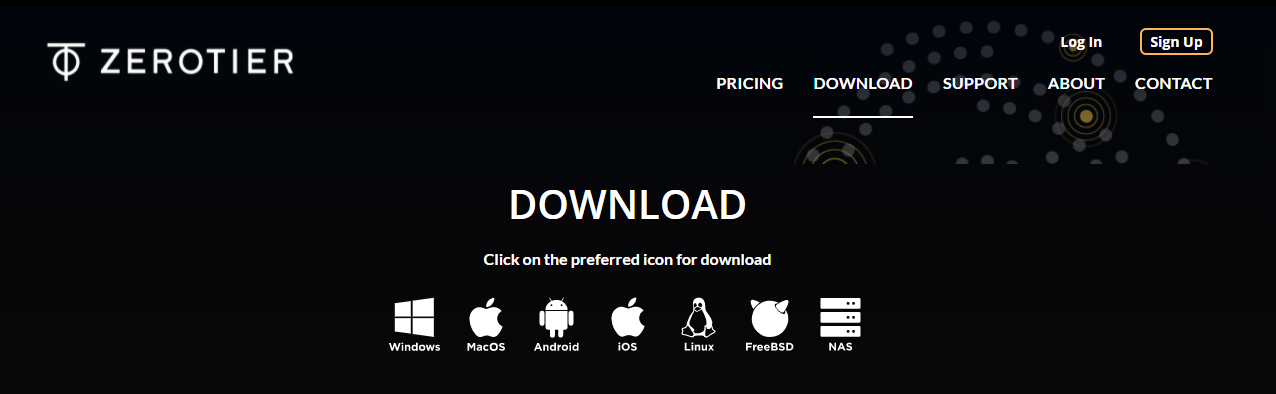 ZEROTIER
Log In
Sign Up
PRICING DOWNLOAD SUPPORT ABOUT CONTACT
DOWNLOAD
Click on the preferred icon for download
Windows MacOS Android iOS Linux FreeBSD NAS